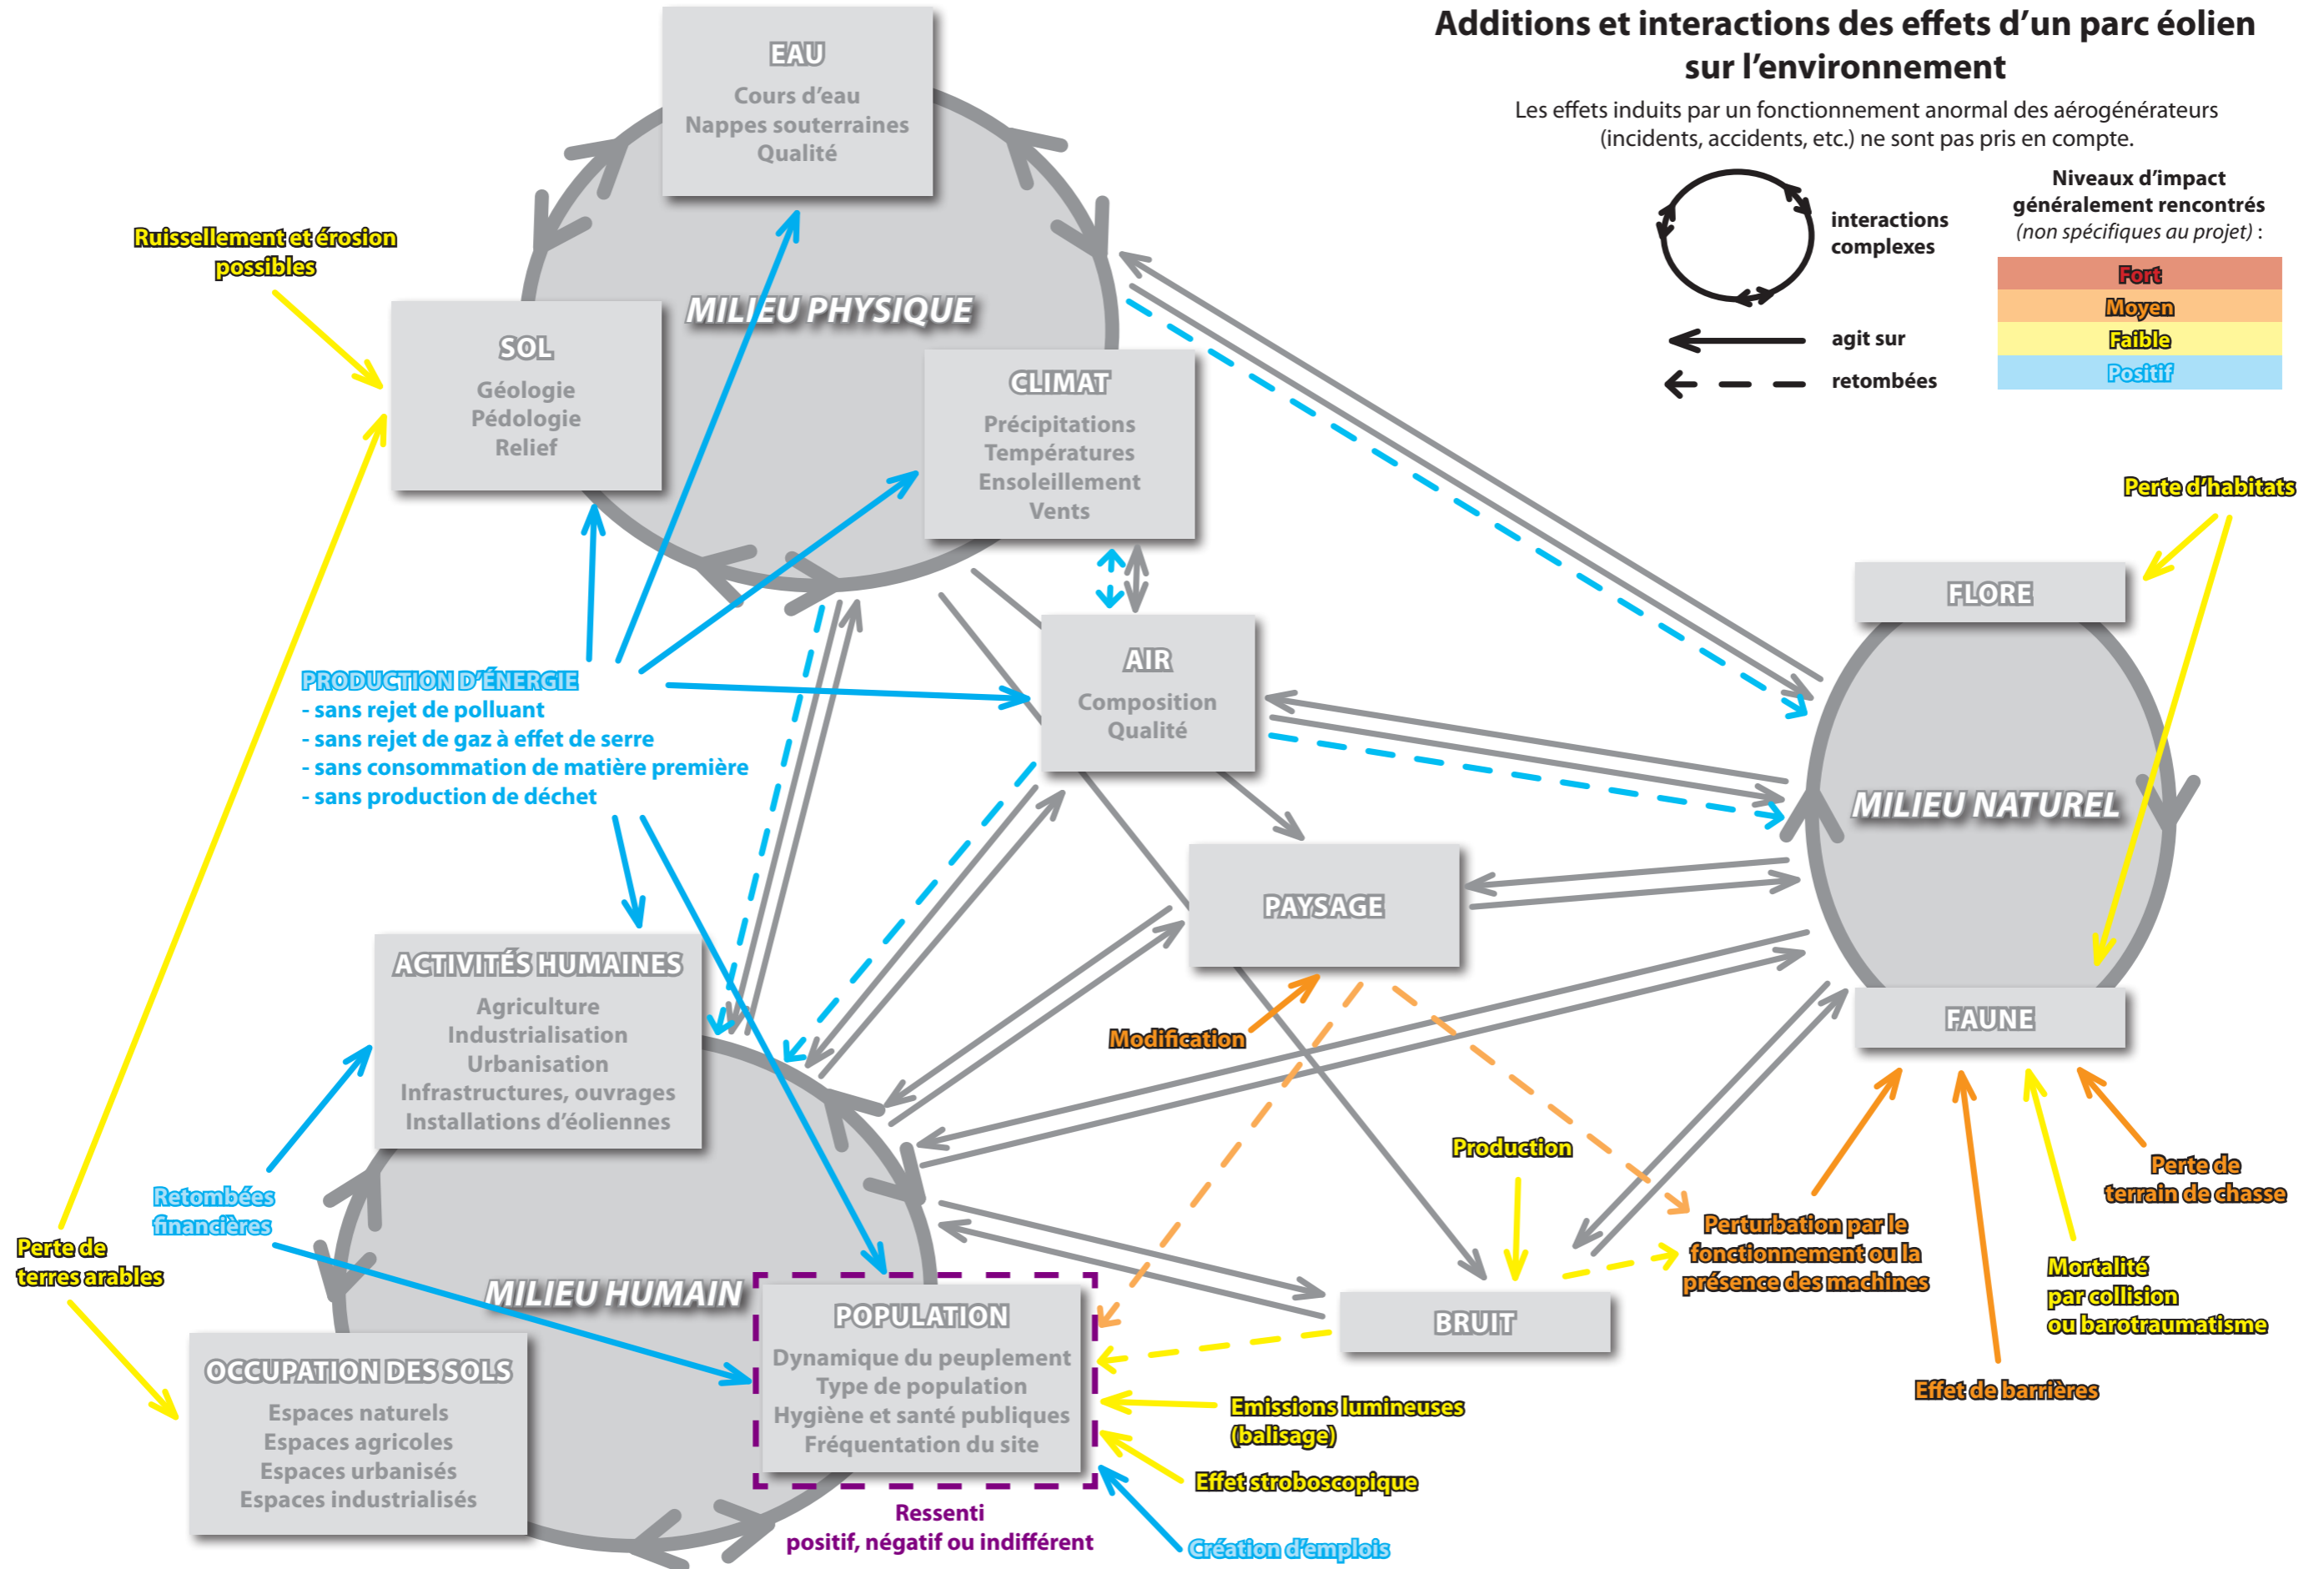 Additions et interactions des effets d'un parc éolien
sur l'environnement
Les effets induits par un fonctionnement anormal des aérogénérateurs
(incidents, accidents, etc.) ne sont pas pris en compte.
interactions
complexes
agit sur
retombées
Niveaux d'impact
généralement rencontrés
(non spécifiques au projet) :
Fort
Moyen
Faible
Positif
EAU
Cours d'eau
Nappes souterraines
Qualité
Ruissellement et érosion
possibles
MILIEU PHYSIQUE
SOL
Géologie
Pédologie
Relief
CLIMAT
Précipitations
Températures
Ensoleillement
Vents
Perte d'habitats
FLORE
AIR
Composition
Qualité
PRODUCTION D'ÉNERGIE
- sans rejet de polluant
- sans rejet de gaz à effet de serre
- sans consommation de matière première
- sans production de déchet
MILIEU NATUREL
PAYSAGE
ACTIVITÉS HUMAINES
Agriculture
Industrialisation
Urbanisation
Infrastructures, ouvrages
Installations d'éoliennes
Modification
FAUNE
Production
Perte de
terrain de chasse
Retombées
financières
Perte de
terres arables
Perturbation par le
fonctionnement ou la
présence des machines
Mortalité
par collision
ou barotraumatisme
MILIEU HUMAIN
POPULATION
Dynamique du peuplement
Type de population
Hygiène et santé publiques
Fréquentation du site
BRUIT
OCCUPATION DES SOLS
Espaces naturels
Espaces agricoles
Espaces urbanisés
Espaces industrialisés
Effet de barrières
Emissions lumineuses
(balisage)
Effet stroboscopique
Ressenti
positif, négatif ou indifférent
Création d'emplois